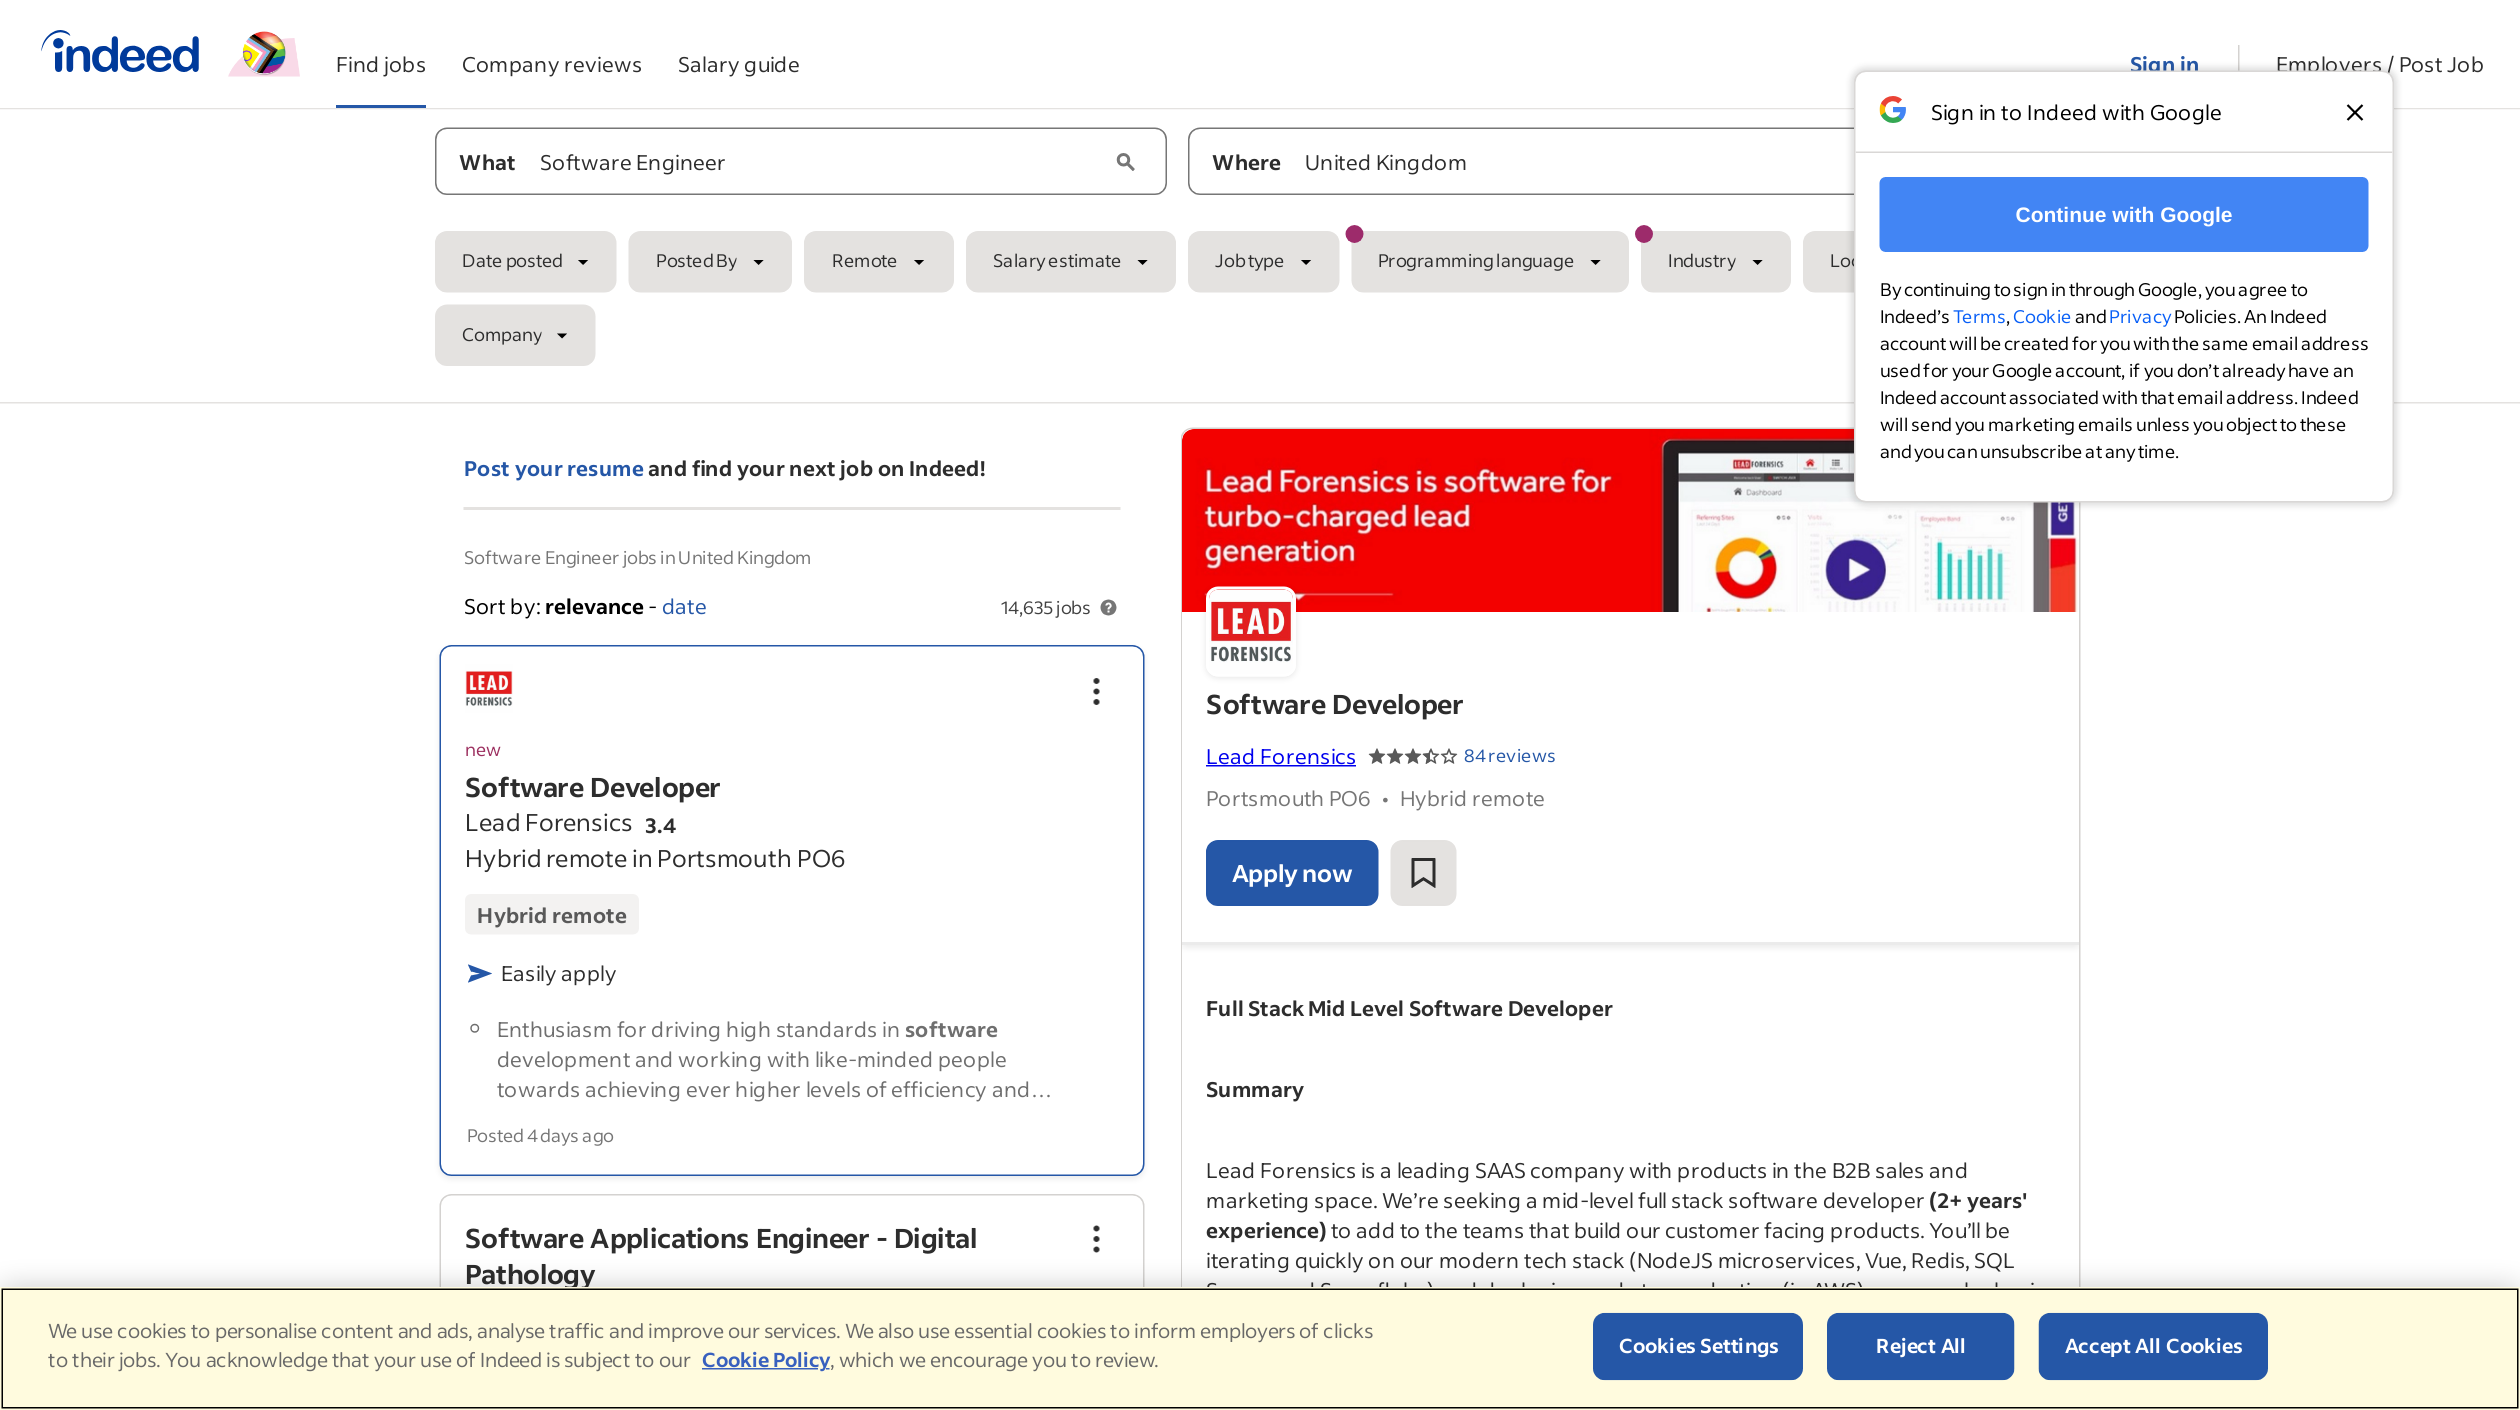 indeed
Find jobs
Company reviews
Salary guide
Sign in
Employers / Post Job
Sign in to Indeed with Google
Continue with Google
By continuing to sign in through Google, you agree to
Indeed's Terms, Cookie and Privacy Policies. An Indeed
account will be created for you with the same email address
used for your Google account, if you don't already have an
Indeed account associated with that email address. Indeed
will send you marketing emails unless you object to these
and you can unsubscribe at any time.
What Software Engineer
Where United Kingdom
Date posted
Posted By
Remote
Salary estimate
Job type
Programming language
Industry
Company
Post your resume and find your next job on Indeed!
Software Engineer jobs in United Kingdom
Sort by: relevance - date
14,635 jobs
LEAD
FORENSICS
new
Software Developer
Lead Forensics 3.4
Hybrid remote in Portsmouth PO6
Hybrid remote
Easily apply
Enthusiasm for driving high standards in software
development and working with like-minded people
towards achieving ever higher levels of efficiency and…
Posted 4 days ago
Software Applications Engineer - Digital
Pathology
Lead Forensics is software for
turbo-charged lead
generation
LEAD FORENSICS
Dashboard
Referring Sites
Visits
Employee Band
GE
LEAD
FORENSICS
Software Developer
Lead Forensics 84 reviews
Portsmouth PO6 • Hybrid remote
Apply now
Full Stack Mid Level Software Developer
Summary
Lead Forensics is a leading SAAS company with products in the B2B sales and
marketing space. We're seeking a mid-level full stack software developer (2+ years'
experience) to add to the teams that build our customer facing products. You'll be
iterating quickly on our modern tech stack (NodeJS microservices, Vue, Redis, SQL
We use cookies to personalise content and ads, analyse traffic and improve our services. We also use essential cookies to inform employers of clicks
to their jobs. You acknowledge that your use of Indeed is subject to our Cookie Policy, which we encourage you to review.
Cookies Settings
Reject All
Accept All Cookies